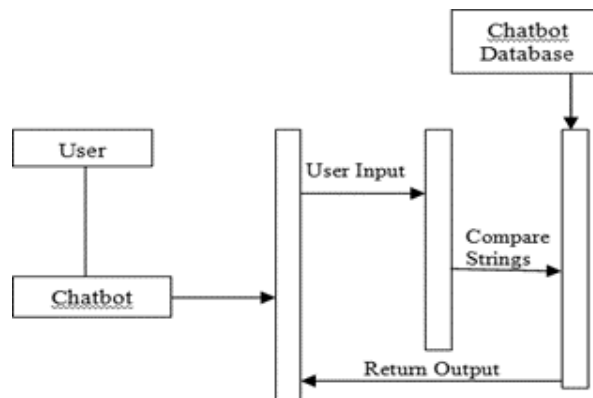 Chatbot
Database
User
User Input
Compare
Strings
Chatbot
Return Output